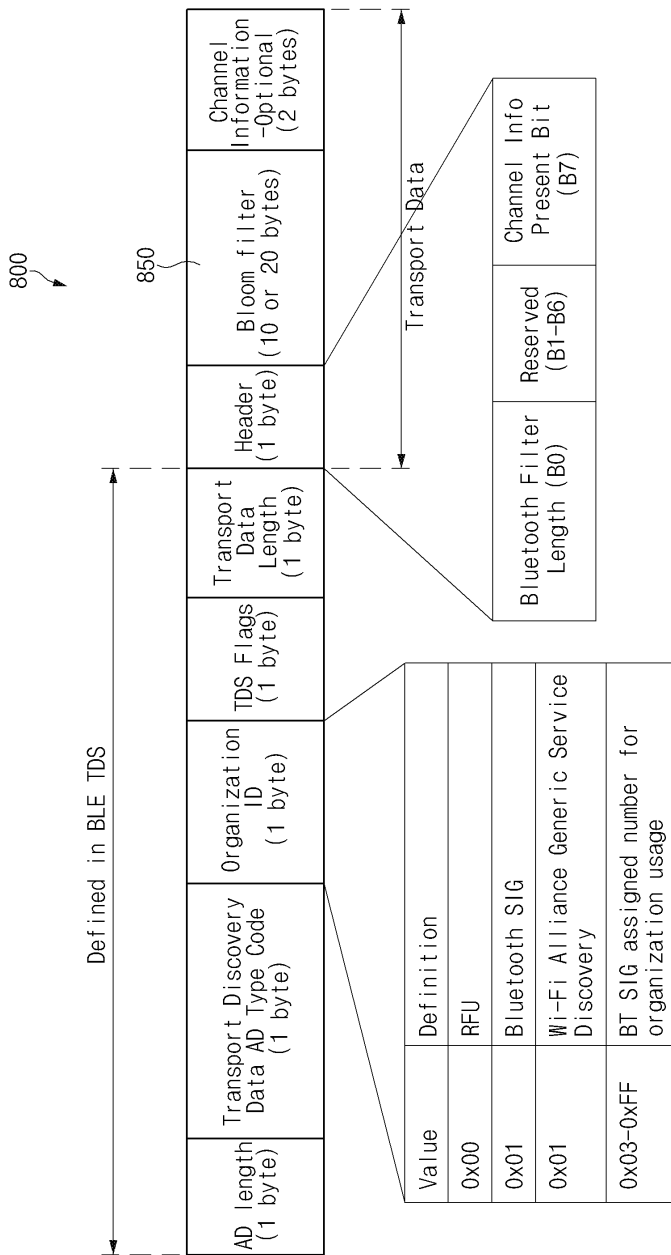 800
Defined in BLE TDS
AD length
(1 byte)
Transport Discovery
Data AD Type Code
(1 byte)
Organization
ID
(1 byte)
TDS Flags
(1 byte)
Transport
Data
Length
(1 byte)
Header
(1 byte)
850
Bloom filter
(10 or 20 bytes)
Channel
Information
-Optional
(2 bytes)
Transport Data
Value
Definition
0x00
RFU
0x01
Bluetooth SIG
0x01
Wi-Fi Alliance Generic Service
Discovery
0x03-0xFF
BT SIG assigned number for
organization usage
Bluetooth Filter
Length (B0)
Reserved
(B1-B6)
Channel Info
Present Bit
(B7)